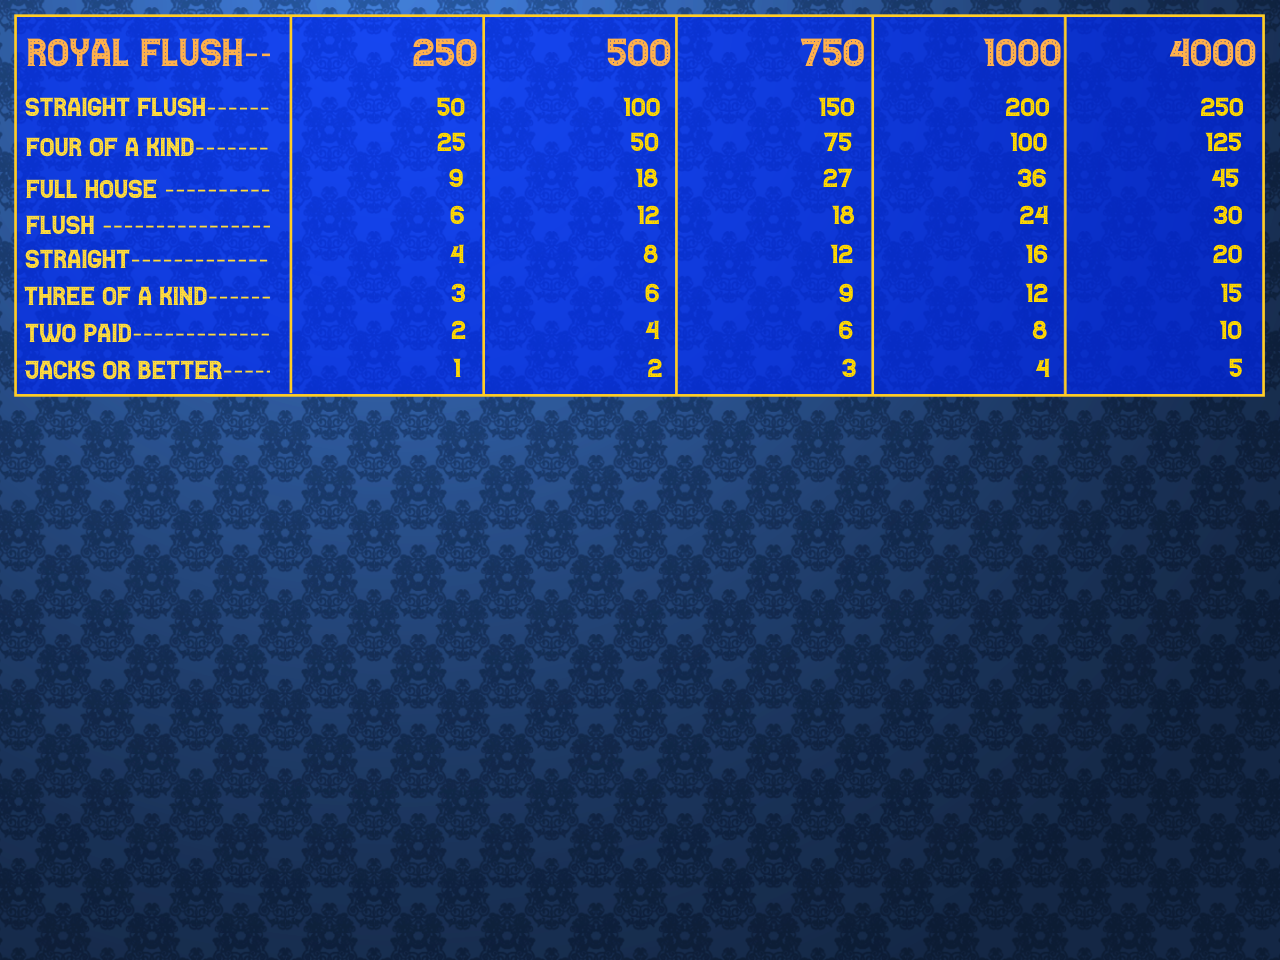 ROYAL FLUSH-- 250 500 750 1000 4000
STRAIGHT FLUSH------ 50 100 150 200 250
FOUR OF A KIND------- 25 50 75 100 125
FULL HOUSE ---------- 9 18 27 36 45
FLUSH ---------------- 6 12 18 24 30
STRAIGHT------------- 4 8 12 16 20
THREE OF A KIND------ 3 6 9 12 15
TWO PAID------------- 2 4 6 8 10
JACKS OR BETTER----- 1 2 3 4 5